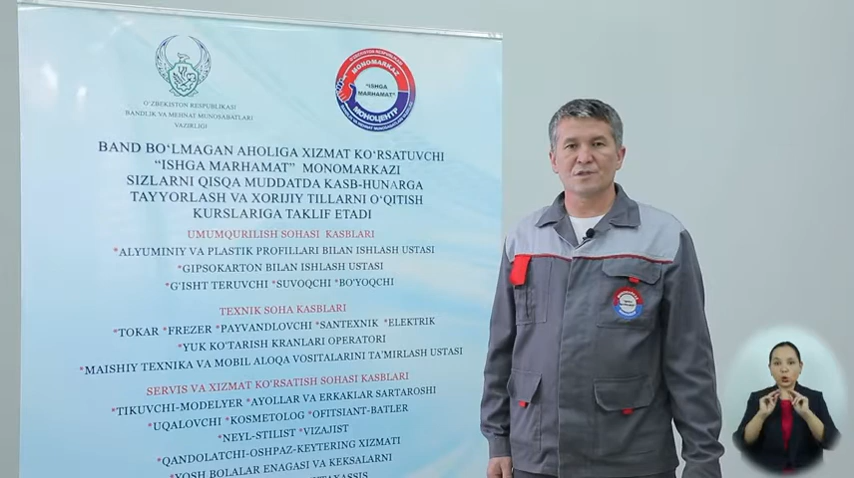 O‘ZBEKISTON RESPUBLIKASI
BANDLIK VA MEHNAT MUNOSABATLARI
VAZIRLIGI
MONOMARKAZ
"ISHGA
MARHAMAT"
МОНОЦЕНТР
BAND BO‘LMAGAN AHOLIGA XIZMAT KO‘RSATUVCHI
“ISHGA MARHAMAT” MONOMARKAZI
SIZLARNI QISQA MUDDATDA KASB-HUNARGA
TAYYORLASH VA XORIJIY TILLARNI O‘QITISH
KURSLARIGA TAKLIF ETADI
UMUMQURILISH SOHASI KASBLARI
*ALYUMINIY VA PLASTIK PROFILLARI BILAN ISHLASH USTASI
*GIPSOKARTON BILAN ISHLASH USTASI
*G‘ISHT TERUVCHI *SUVOQCHI *BO‘YOQCHI
TEXNIK SOHA KASBLARI
*TOKAR *FREZER *PAYVANDLOVCHI *SANTEXNIK *ELEKTRIK
*YUK KO‘TARISH KRANLARI OPERATORI
*MAISHIY TEXNIKA VA MOBIL ALOQA VOSITALARINI TA’MIRLASH USTASI
SERVIS VA XIZMAT KO‘RSATISH SOHASI KASBLARI
*TIKUVCHI-MODELYER *AYOLLAR VA ERKAKLAR SARTAROSHI
*UQALOVCHI *KOSMETOLOG *OFITSIANT-BATLER
*NEYL-STILIST *VIZAJIST
*QANDOLATCHI-OSHPAZ-KEYTERING XIZMATI
*YOSH BOLALAR ENAGASI VA KEKSALARNI